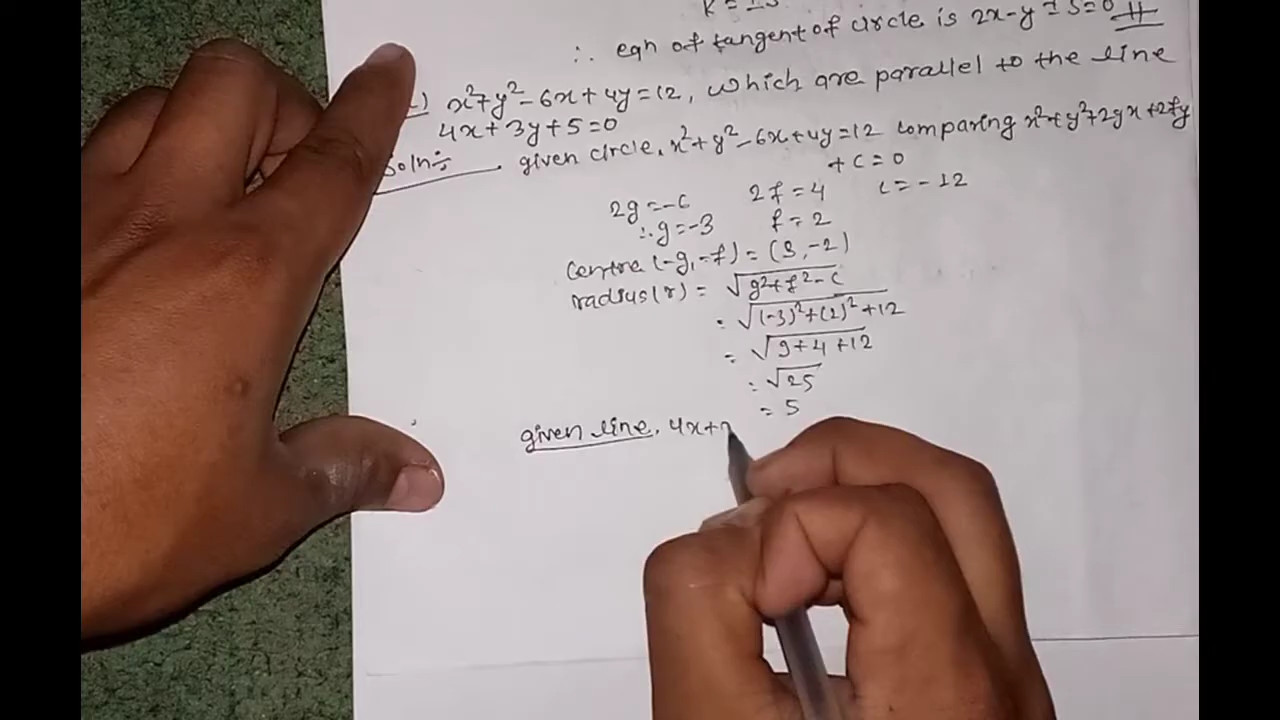 K = ±5
∴ eqn of tangent of circle is 2x-y±5=0
c) x²+y²-6x+4y=12, which are parallel to the line
4x+3y+5=0
Soln:- given circle, x²+y²-6x+4y=12 comparing x²+y²+2gx+2fy
+c=0
2g=-6 2f=4 c=-12
∴g=-3 f=2
centre (-g,-f) = (3,-2)
radius(r) = √g²+f²-c
= √(-3)²+(2)²+12
= √9+4+12
= √25
= 5
given line, 4x+